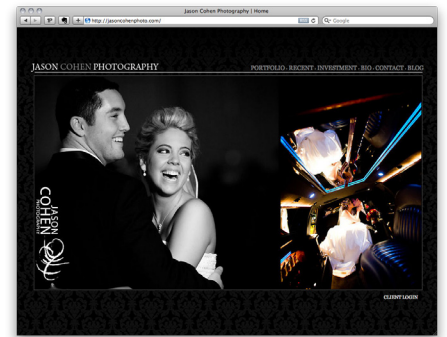 Jason Cohen Photography | Home
http://jasoncohenphoto.com/
Google
JASON COHEN PHOTOGRAPHY
PORTFOLIO · RECENT · INVESTMENT · BIO · CONTACT · BLOG
JASON
COHEN
PHOTOGRAPHY
CLIENT LOGIN